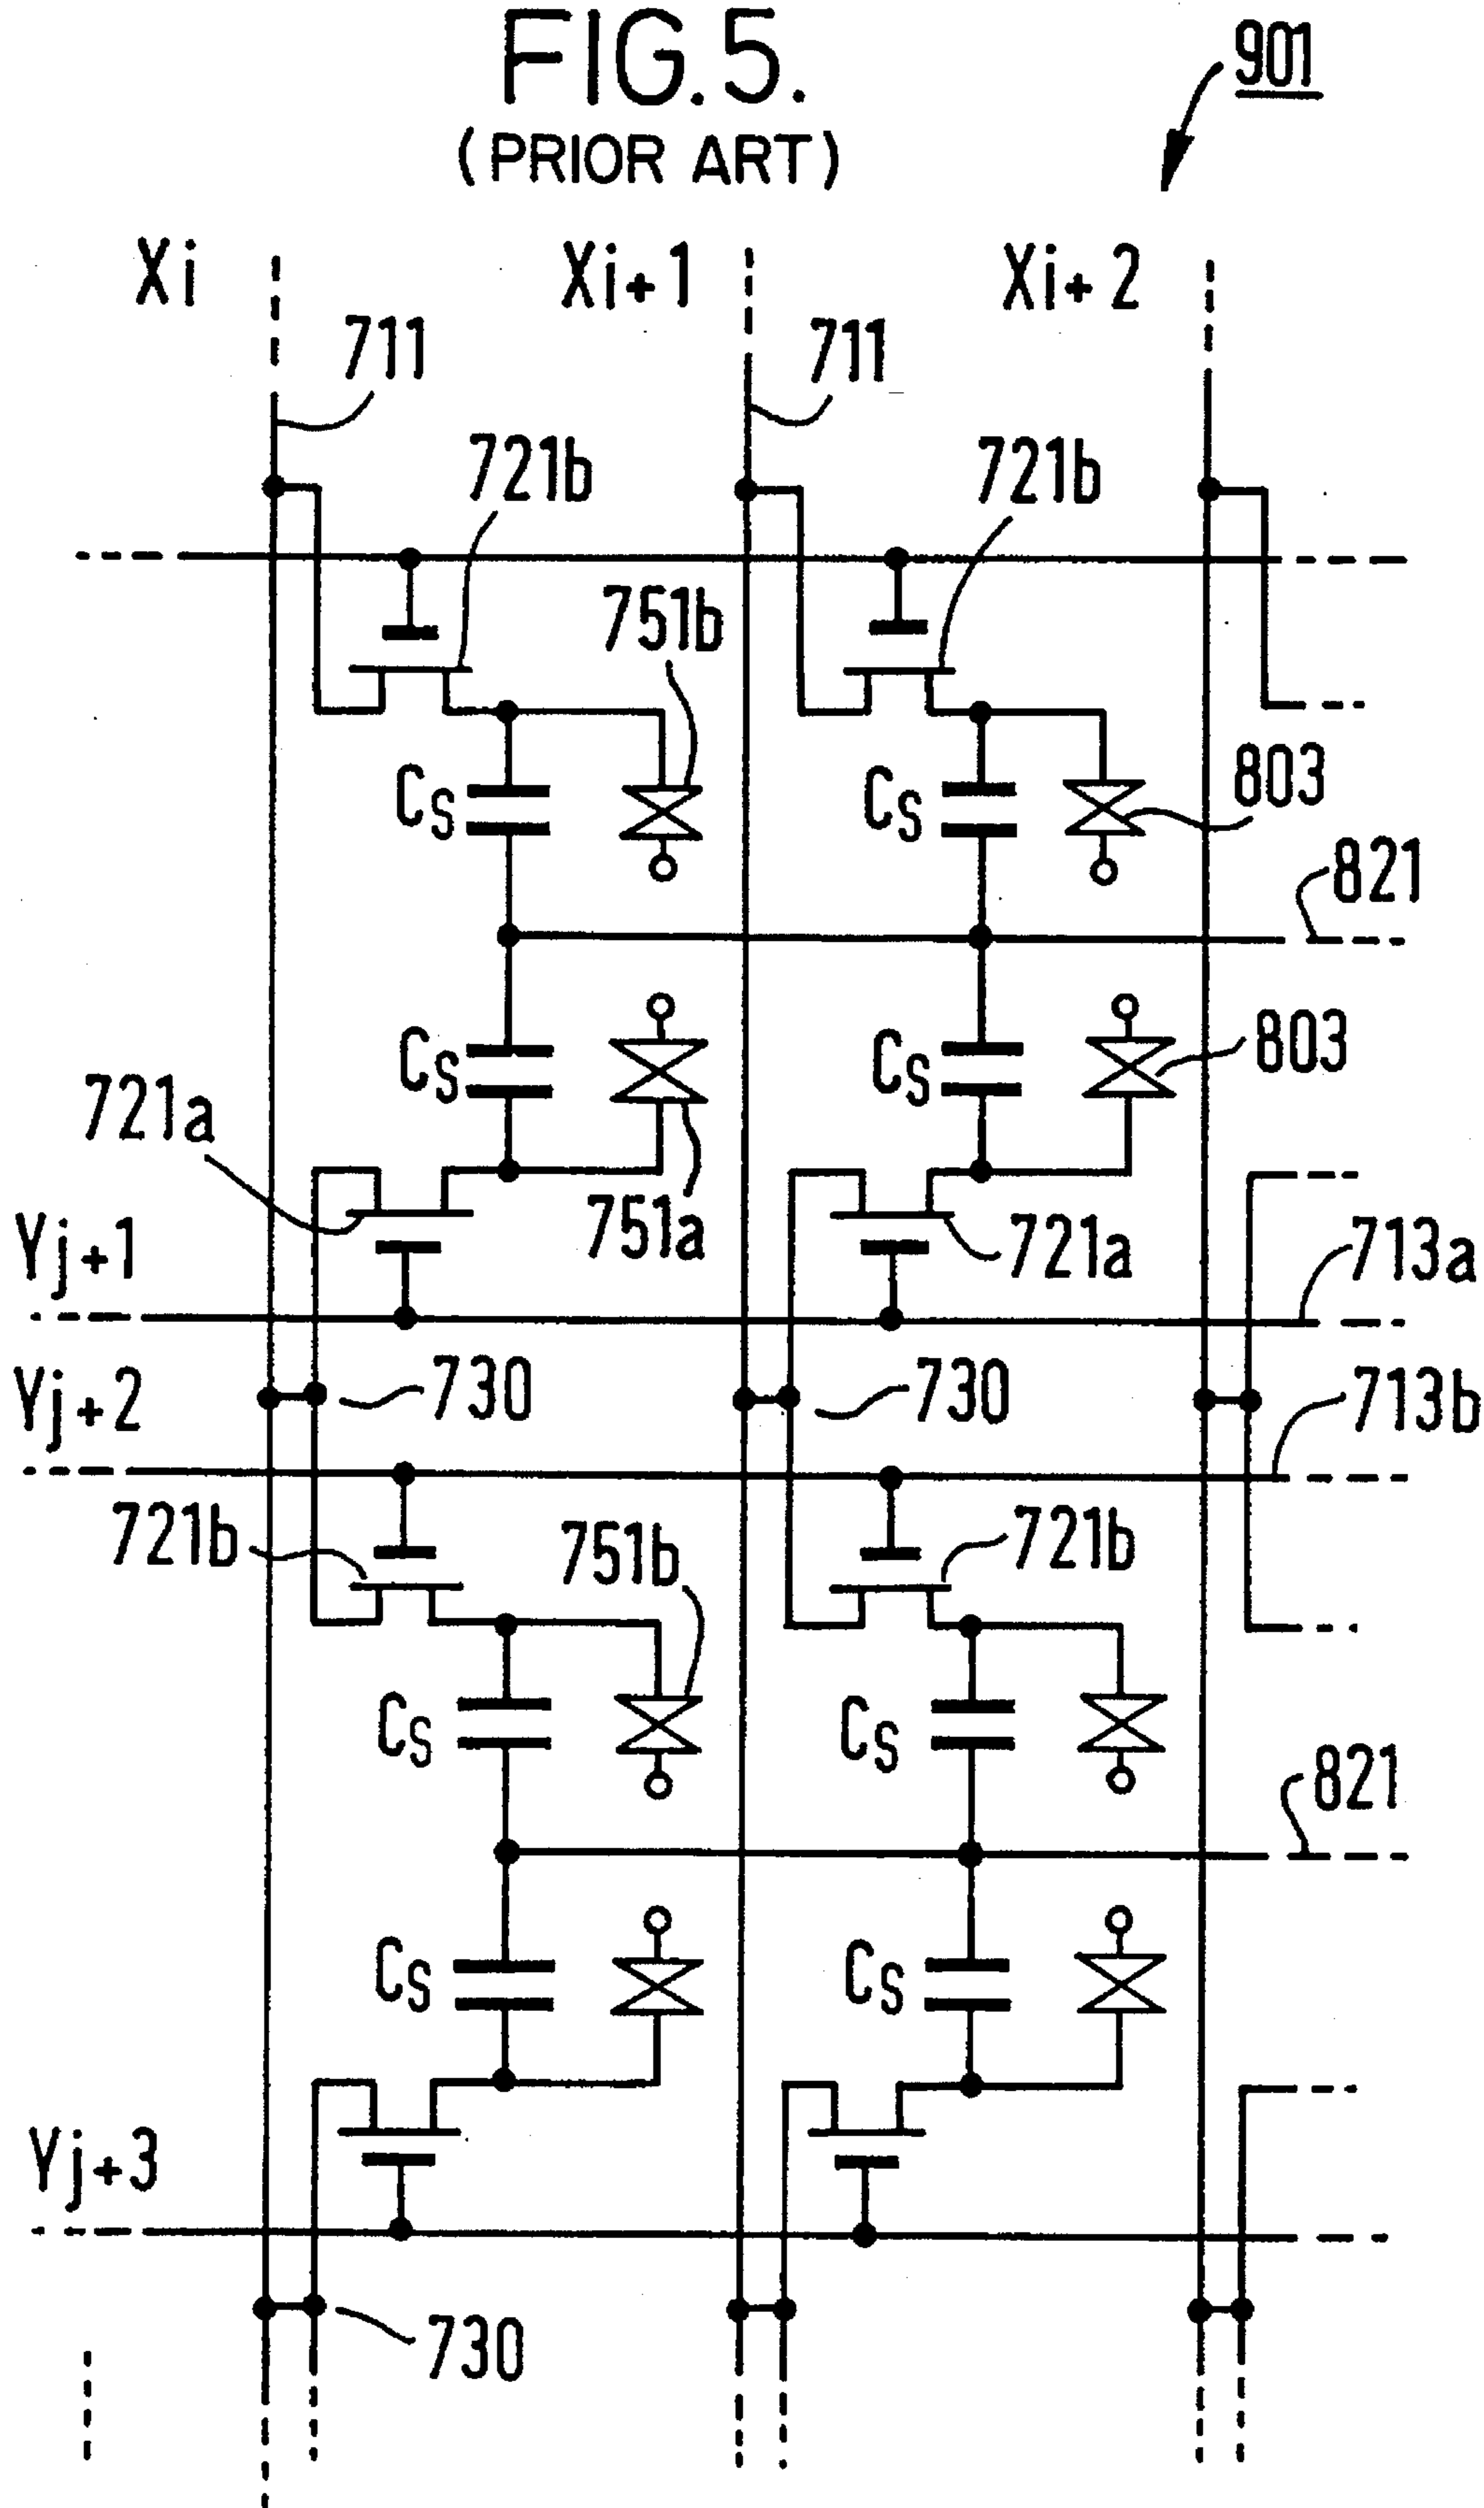 FIG.5.
(PRIOR ART)
901
Xi
Xi+1
Xi+2
711
711
721b
721b
751b
Cs
Cs
803
821
Cs
Cs
803
721a
751a
721a
Yj+1
713a
Yj+2
730
730
713b
721b
751b
721b
Cs
Cs
821
Cs
Cs
Yj+3
730